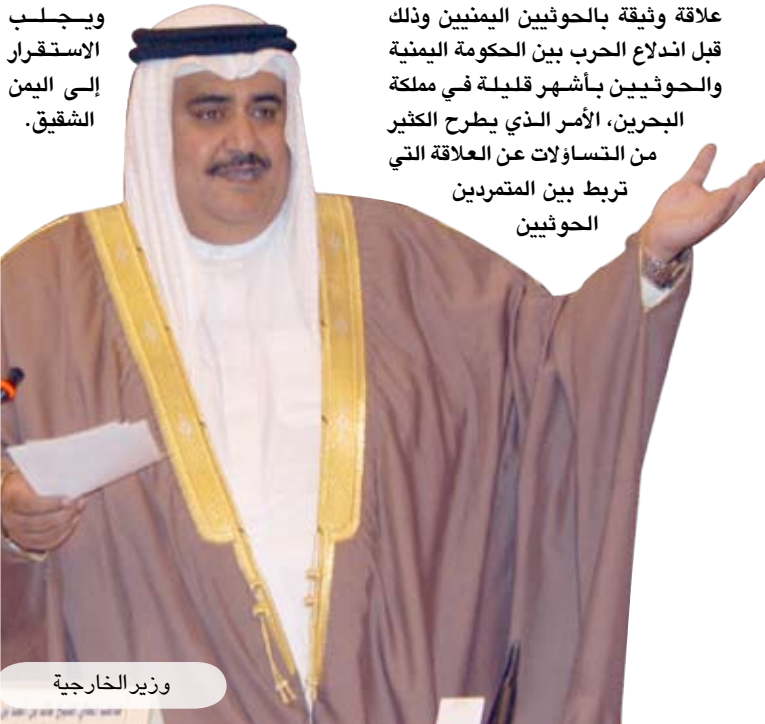 علاقة وثيقة بالحوثيين اليمنيين وذلك
قبل اندلاع الحرب بين الحكومة اليمنية
والحوثيين بأشهر قليلة في مملكة
البحرين، الأمر الذي يطرح الكثير
من التساؤلات عن العلاقة التي
تربط بين المتمردين
الحوثيين
ويجلب
الاستقرار
إلى اليمن
الشقيق.
وزير الخارجية